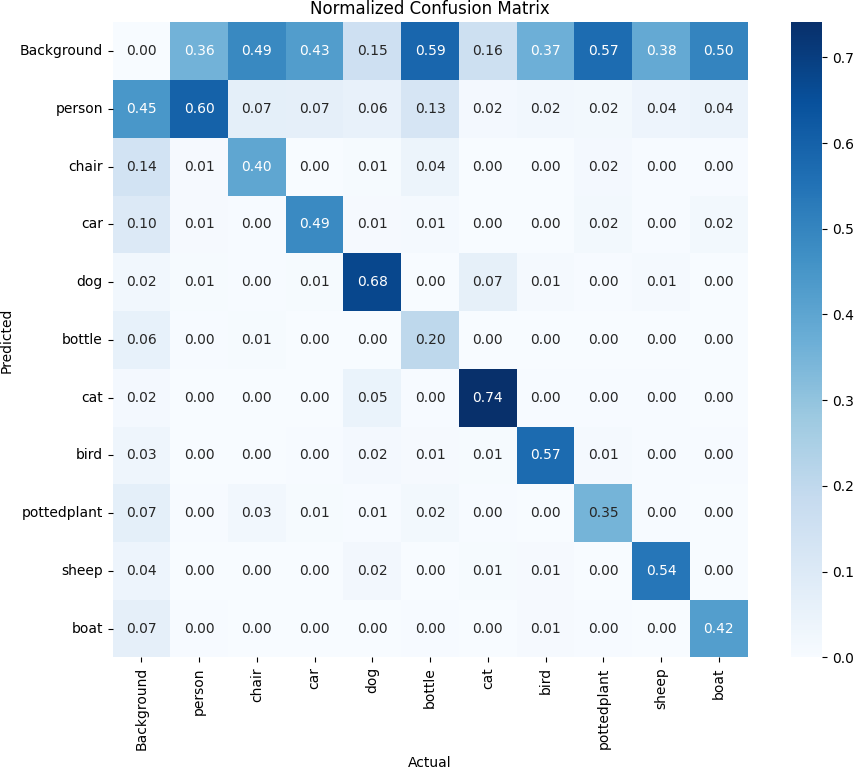 Normalized Confusion Matrix
Background 0.00 0.36 0.49 0.43 0.15 0.59 0.16 0.37 0.57 0.38 0.50
person 0.45 0.60 0.07 0.07 0.06 0.13 0.02 0.02 0.02 0.04 0.04
chair 0.14 0.01 0.40 0.00 0.01 0.04 0.00 0.00 0.02 0.00 0.00
car 0.10 0.01 0.00 0.49 0.01 0.01 0.00 0.00 0.02 0.00 0.02
dog 0.02 0.01 0.00 0.01 0.68 0.00 0.07 0.01 0.00 0.01 0.00
bottle 0.06 0.00 0.01 0.00 0.00 0.20 0.00 0.00 0.00 0.00 0.00
cat 0.02 0.00 0.00 0.00 0.05 0.00 0.74 0.00 0.00 0.00 0.00
bird 0.03 0.00 0.00 0.00 0.02 0.01 0.01 0.57 0.01 0.00 0.00
pottedplant 0.07 0.00 0.03 0.01 0.01 0.02 0.00 0.00 0.35 0.00 0.00
sheep 0.04 0.00 0.00 0.00 0.02 0.00 0.01 0.01 0.00 0.54 0.00
boat 0.07 0.00 0.00 0.00 0.00 0.00 0.00 0.01 0.00 0.00 0.42
Background person chair car dog bottle cat bird pottedplant sheep boat
Actual
Predicted
0.7
0.6
0.5
0.4
0.3
0.2
0.1
0.0